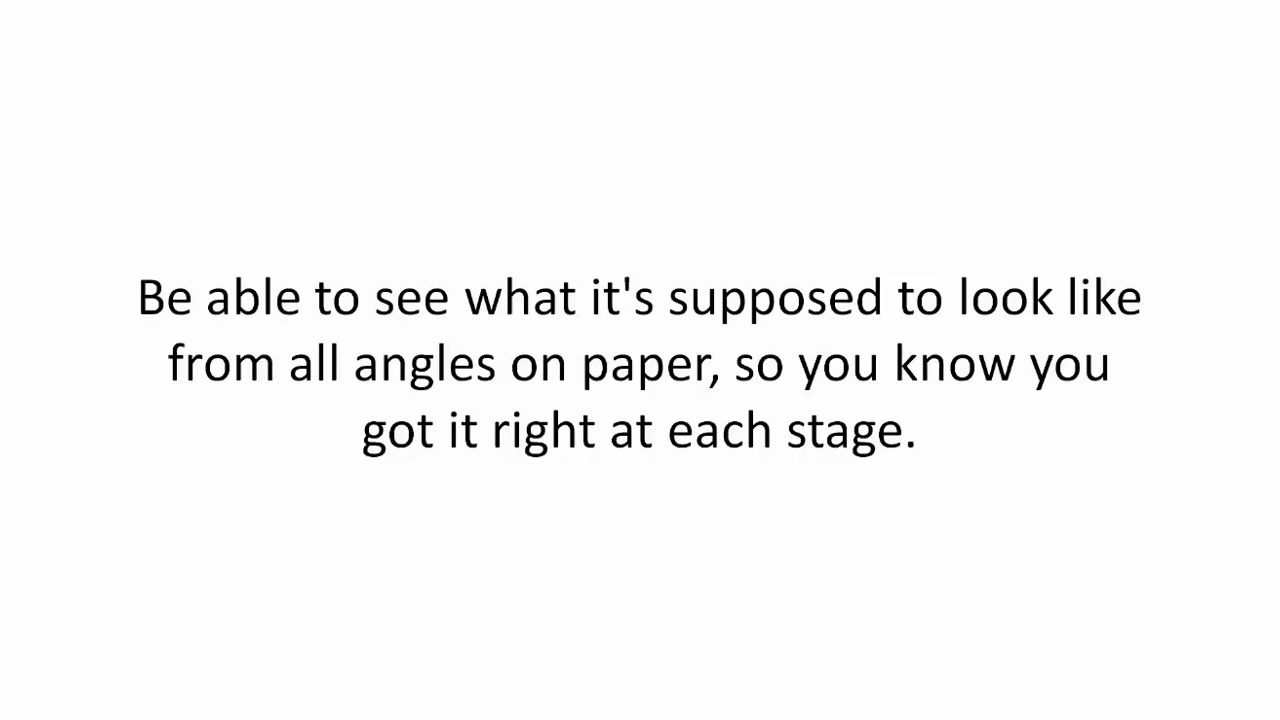 Be able to see what it's supposed to look like
from all angles on paper, so you know you
got it right at each stage.